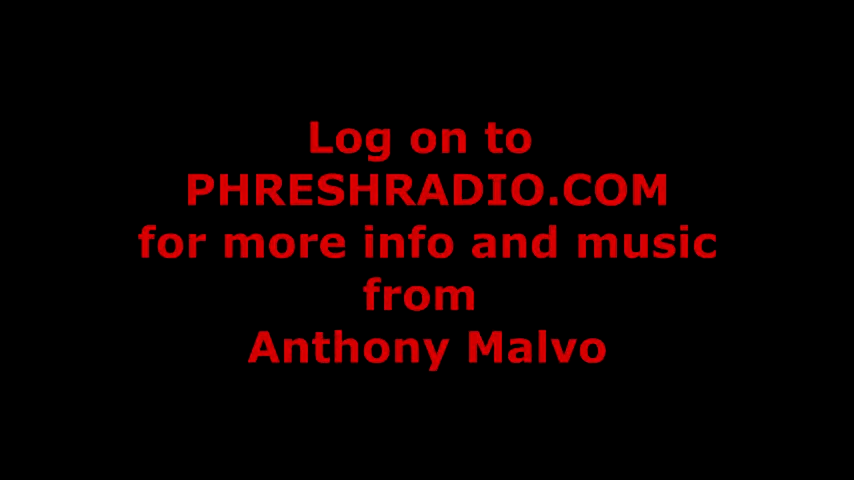 Log on to
PHRESHRADIO.COM
for more info and music
from
Anthony Malvo